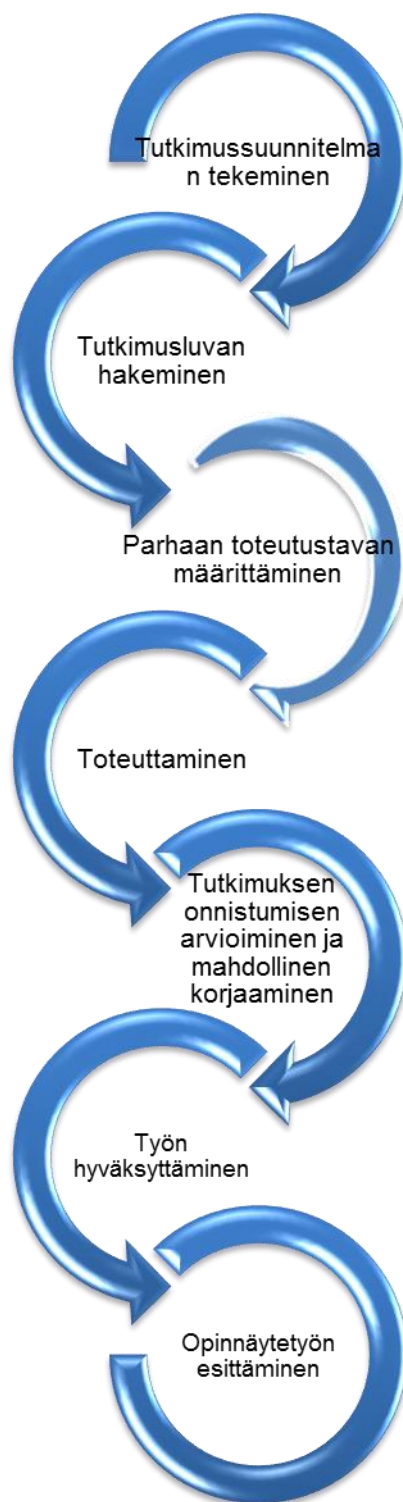 Tutkimussuunnitelma
n tekeminen
Tutkimusluvan
hakeminen
Parhaan toteutustavan
määrittäminen
Toteuttaminen
Tutkimuksen
onnistumisen
arvioiminen ja
mahdollinen
korjaaminen
Työn
hyväksyttäminen
Opinnäytetyön
esittäminen